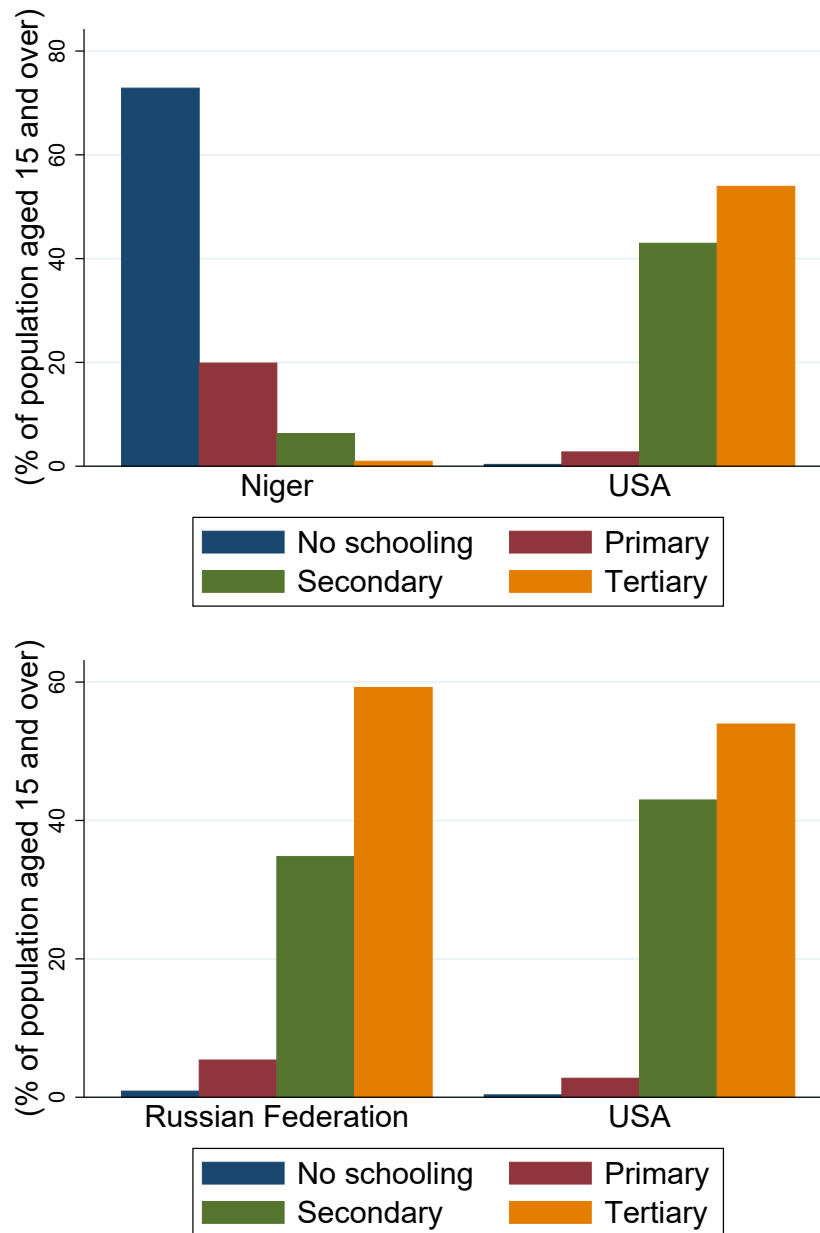 (% of population aged 15 and over)
80
60
40
20
0
Niger USA
No schooling Primary
Secondary Tertiary
(% of population aged 15 and over)
60
40
20
0
Russian Federation USA
No schooling Primary
Secondary Tertiary